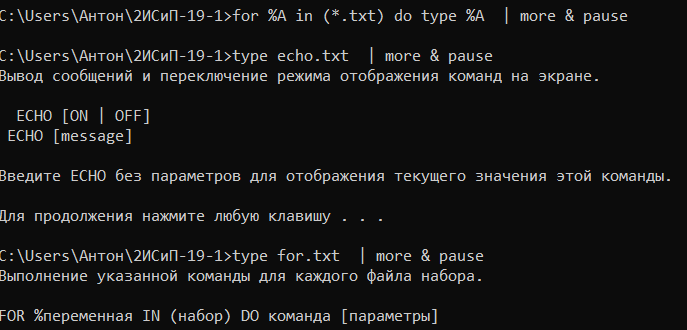 C:\Users\Антон\2ИСиП-19-1>for %A in (*.txt) do type %A  | more & pause
C:\Users\Антон\2ИСиП-19-1>type echo.txt  | more & pause
Вывод сообщений и переключение режима отображения команд на экране.
ECHO [ON | OFF]
ECHO [message]
Введите ECHO без параметров для отображения текущего значения этой команды.
Для продолжения нажмите любую клавишу . . .
C:\Users\Антон\2ИСиП-19-1>type for.txt  | more & pause
Выполнение указанной команды для каждого файла набора.
FOR %переменная IN (набор) DO команда [параметры]